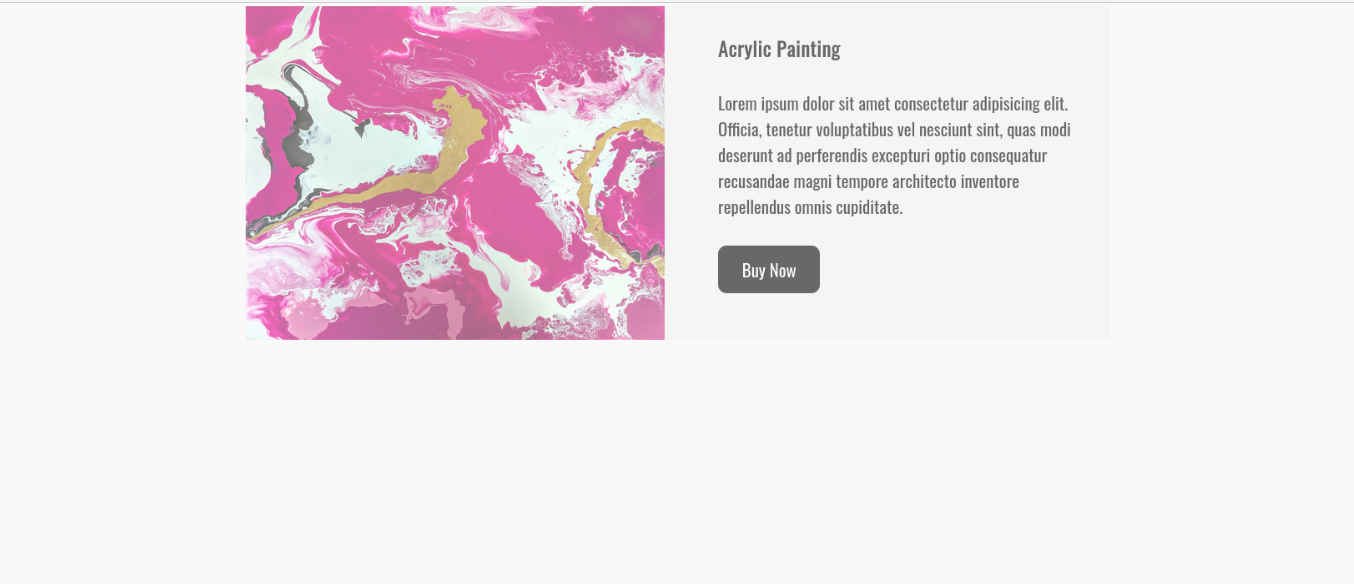 Acrylic Painting
Lorem ipsum dolor sit amet consectetur adipisicing elit.
Officia, tenetur voluptatibus vel nesciunt sint, quas modi
deserunt ad perferendis excepturi optio consequatur
recusandae magni tempore architecto inventore
repellendus omnis cupiditate.
Buy Now